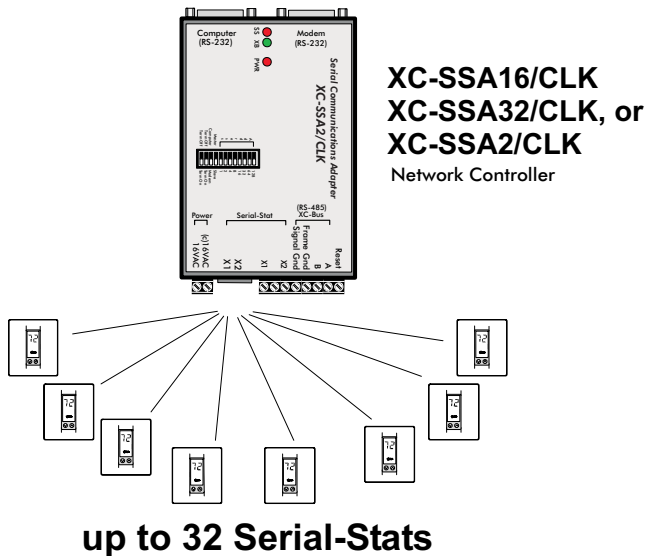 Computer
(RS-232)
SS
XB
Modem
(RS-232)
PWR
Serial Communications Adapter
XC-SSA2/CLK
XC-SSA16/CLK
XC-SSA32/CLK, or
XC-SSA2/CLK
Network Controller
Power
Serial-Stat
(RS-485)
XC-Bus
(c)16VAC
16VAC
X1
X2
X1
X2
Signal Gnd
Frame Gnd
B
A
Reset
72
72
72
72
72
72
72
72
up to 32 Serial-Stats